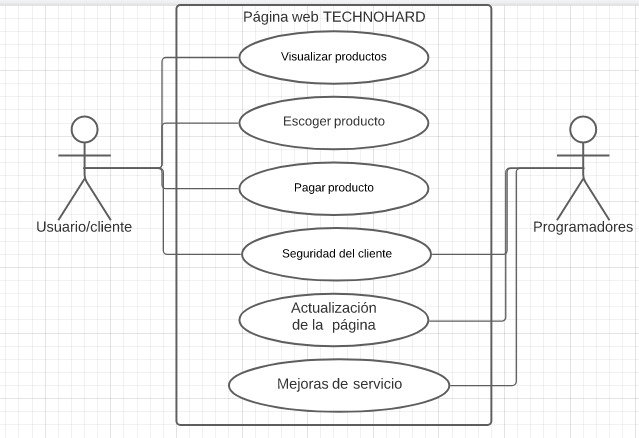 Página web TECHNOHARD
Visualizar productos
Escoger producto
Pagar producto
Usuario/cliente
Programadores
Seguridad del cliente
Actualización
de la página
Mejoras de servicio